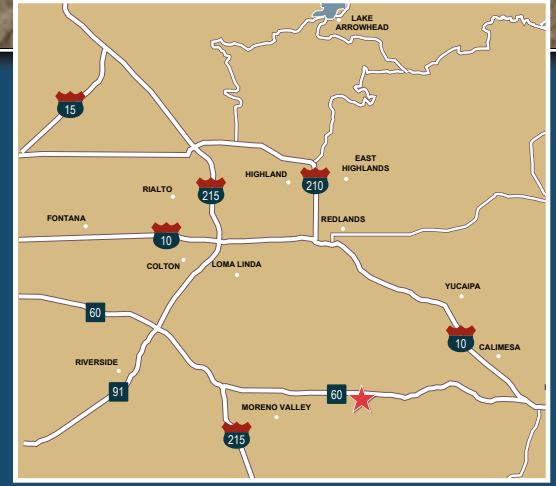 LAKE
ARROWHEAD
15
EAST
HIGHLANDS
HIGHLAND
210
RIALTO
215
FONTANA
REDLANDS
10
COLTON
LOMA LINDA
YUCAIPA
60
10
CALIMESA
RIVERSIDE
91
60
MORENO VALLEY
215